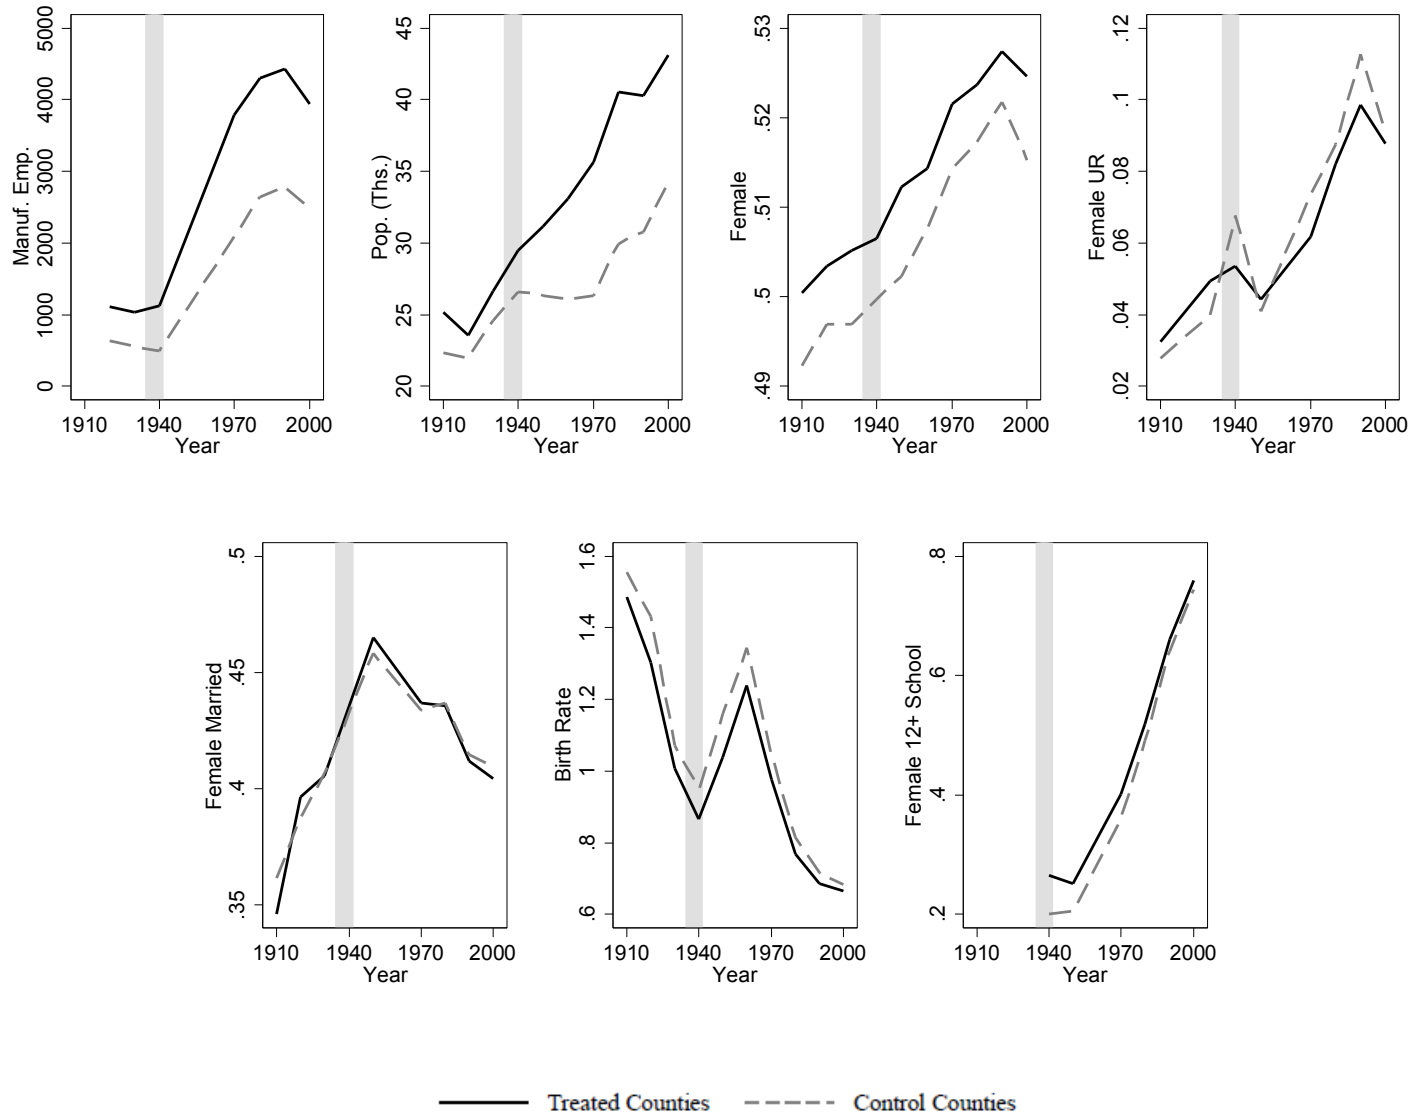 Manuf. Emp.
0 1000 2000 3000 4000 5000
1910 1940 1970 2000
Year
Pop. (Ths.)
20 25 30 35 40 45
1910 1940 1970 2000
Year
Female
.49 .5 .51 .52 .53
1910 1940 1970 2000
Year
Female UR
.02 .04 .06 .08 .1 .12
1910 1940 1970 2000
Year
Female Married
.35 .4 .45 .5
1910 1940 1970 2000
Year
Birth Rate
.6 .8 1 1.2 1.4 1.6
1910 1940 1970 2000
Year
Female 12+ School
.2 .4 .6 .8
1910 1940 1970 2000
Year
Treated Counties Control Counties